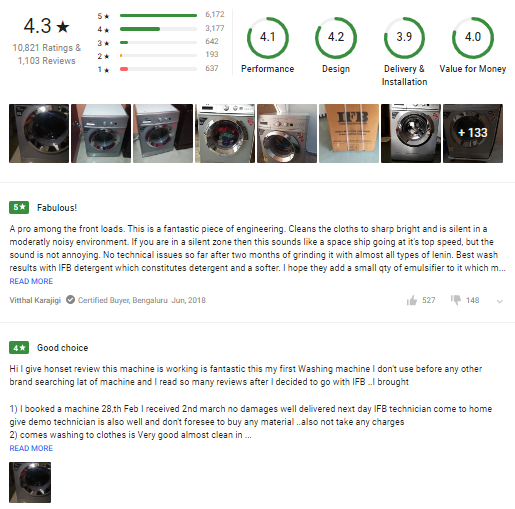 4.3 ★
10,821 Ratings &
1,103 Reviews
5 ★ 6,172
4 ★ 3,177
3 ★ 642
2 ★ 193
1 ★ 637
4.1 4.2 3.9 4.0
Performance Design Delivery & Value for Money
Installation
IFB
+ 133
5★ Fabulous!
A pro among the front loads. This is a fantastic piece of engineering. Cleans the cloths to sharp bright and is silent in a
moderatly noisy environment. If you are in a silent zone then this sounds like a space ship going at it's top speed, but the
sound is not annoying. No technical issues so far after two months of grinding it with almost all types of lenin. Best wash
results with IFB detergent which constitutes detergent and a softer. I hope they add a small qty of emulsifier to it which m...
READ MORE
Vitthal Karajigi Certified Buyer, Bengaluru Jun, 2018 527 148
4★ Good choice
Hi I give honset review this machine is working is fantastic this my first Washing machine I don't use before any other
brand searching lat of machine and I read so many reviews after I decided to go with IFB ..I brought
1) I booked a machine 28,th Feb I received 2nd march no damages well delivered next day IFB technician come to home
give demo technician is also well and don't foresee to buy any material ..also not take any charges
2) comes washing to clothes is Very good almost clean in ...
READ MORE